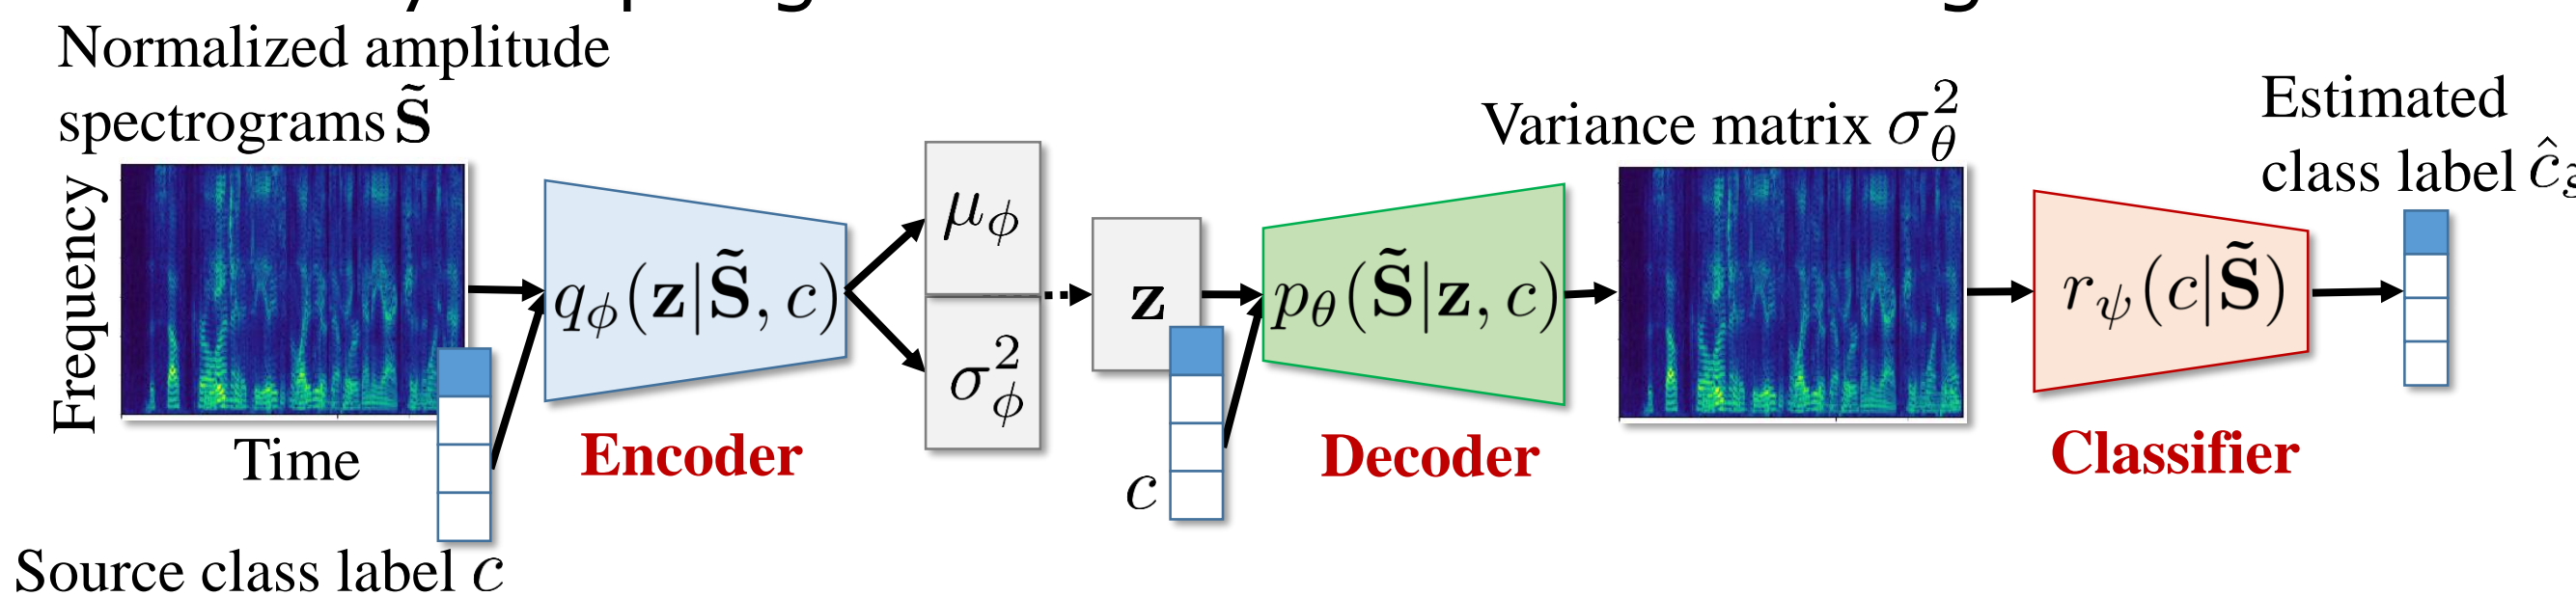 Normalized amplitude
spectrograms S̃
Frequency
Time
Source class label c
q_ϕ(z|S̃, c)
Encoder
μ_ϕ
σ²_ϕ
z
c
p_θ(S̃|z, c)
Decoder
Variance matrix σ²_θ
r_ψ(c|S̃)
Classifier
Estimated
class label ĉ